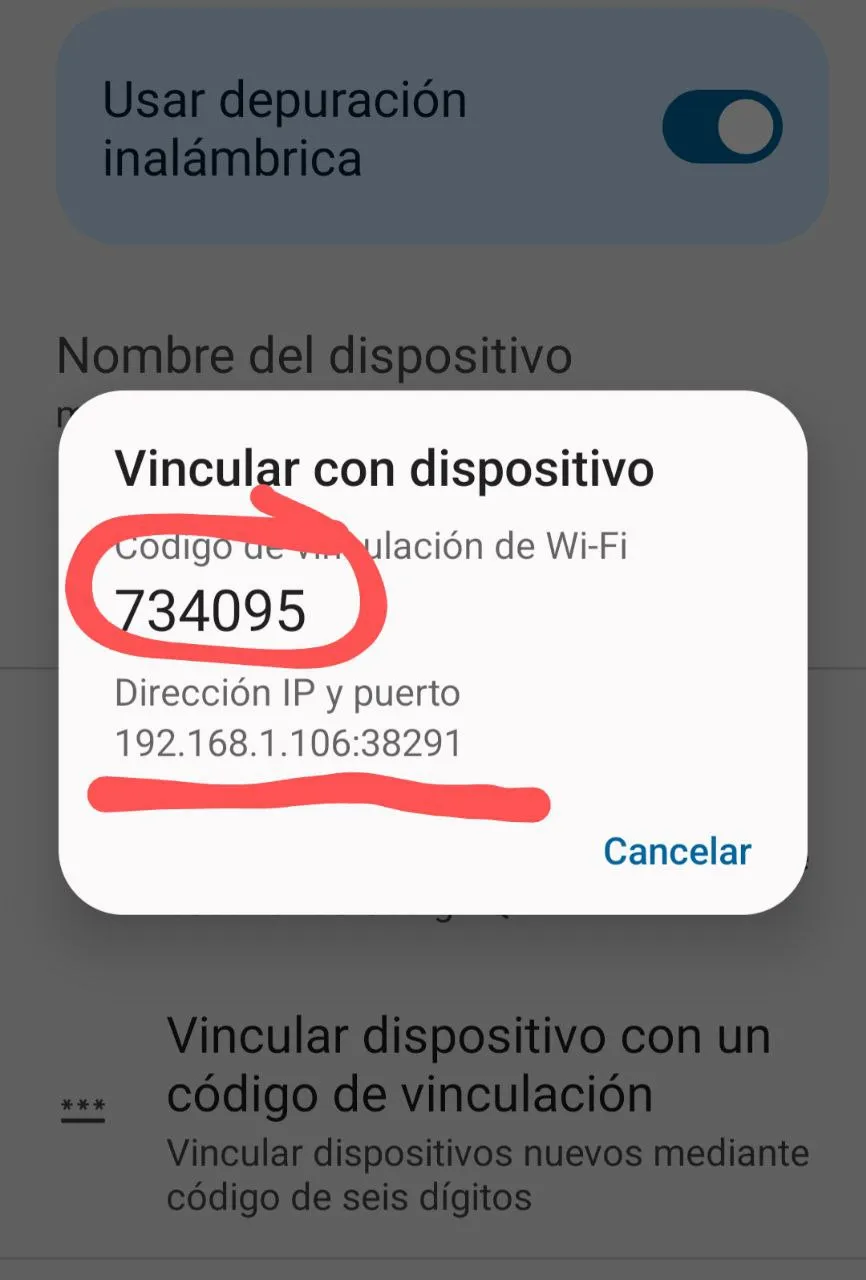 Usar depuración
inalámbrica
Nombre del dispositivo
Vincular con dispositivo
Código de vinculación de Wi-Fi
734095
Dirección IP y puerto
192.168.1.106:38291
Cancelar
Vincular dispositivo con un
código de vinculación
***
Vincular dispositivos nuevos mediante
código de seis dígitos